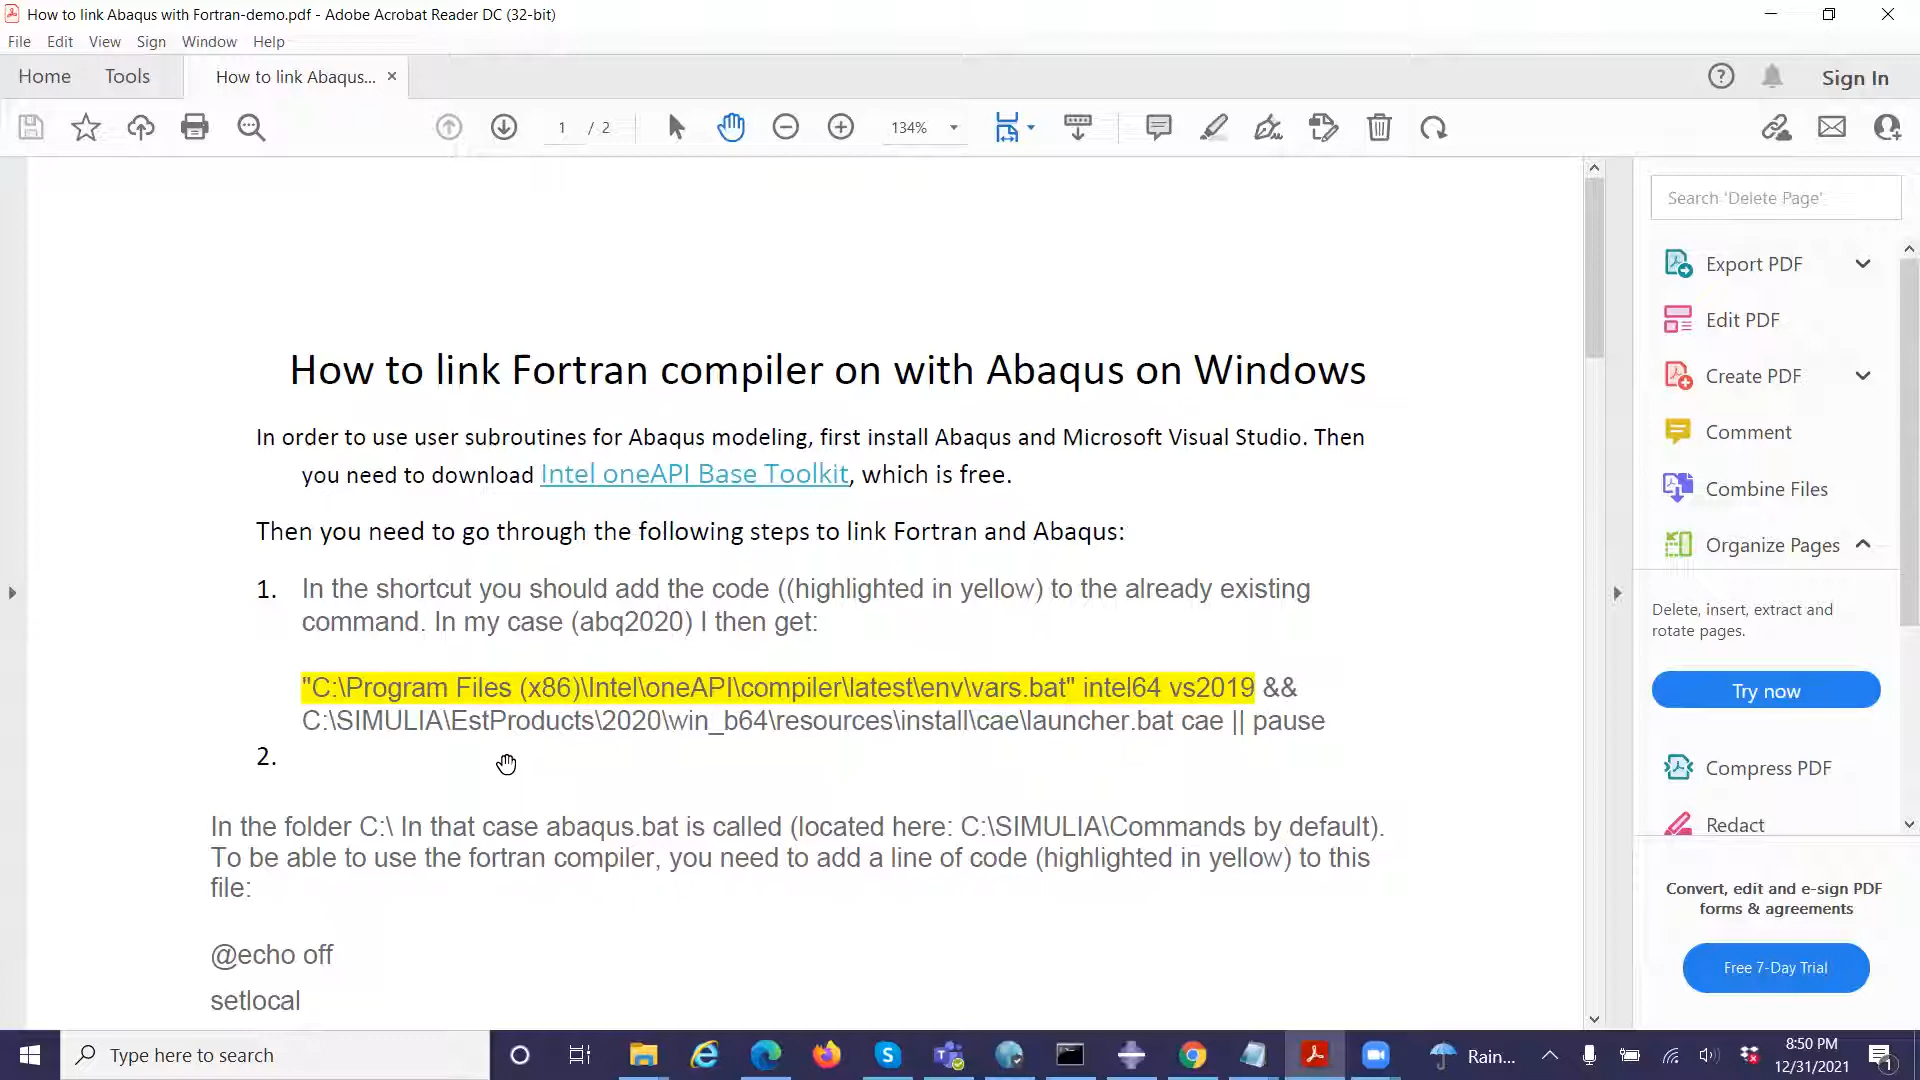 How to link Abaqus with Fortran-demo.pdf - Adobe Acrobat Reader DC (32-bit)
File Edit View Sign Window Help
Home Tools How to link Abaqus... × Sign In
1 / 2 134%
Search 'Delete Page'
Export PDF
Edit PDF
Create PDF
Comment
Combine Files
Organize Pages
Delete, insert, extract and
rotate pages.
Try now
Compress PDF
Redact
Convert, edit and e-sign PDF
forms & agreements
Free 7-Day Trial
How to link Fortran compiler on with Abaqus on Windows
In order to use user subroutines for Abaqus modeling, first install Abaqus and Microsoft Visual Studio. Then
you need to download Intel oneAPI Base Toolkit, which is free.
Then you need to go through the following steps to link Fortran and Abaqus:
1. In the shortcut you should add the code ((highlighted in yellow) to the already existing
command. In my case (abq2020) I then get:
"C:\Program Files (x86)\Intel\oneAPI\compiler\latest\env\vars.bat" intel64 vs2019 &&
C:\SIMULIA\EstProducts\2020\win_b64\resources\install\cae\launcher.bat cae || pause
2.
In the folder C:\ In that case abaqus.bat is called (located here: C:\SIMULIA\Commands by default).
To be able to use the fortran compiler, you need to add a line of code (highlighted in yellow) to this
file:
@echo off
setlocal
Type here to search
Rain...
8:50 PM
12/31/2021
1